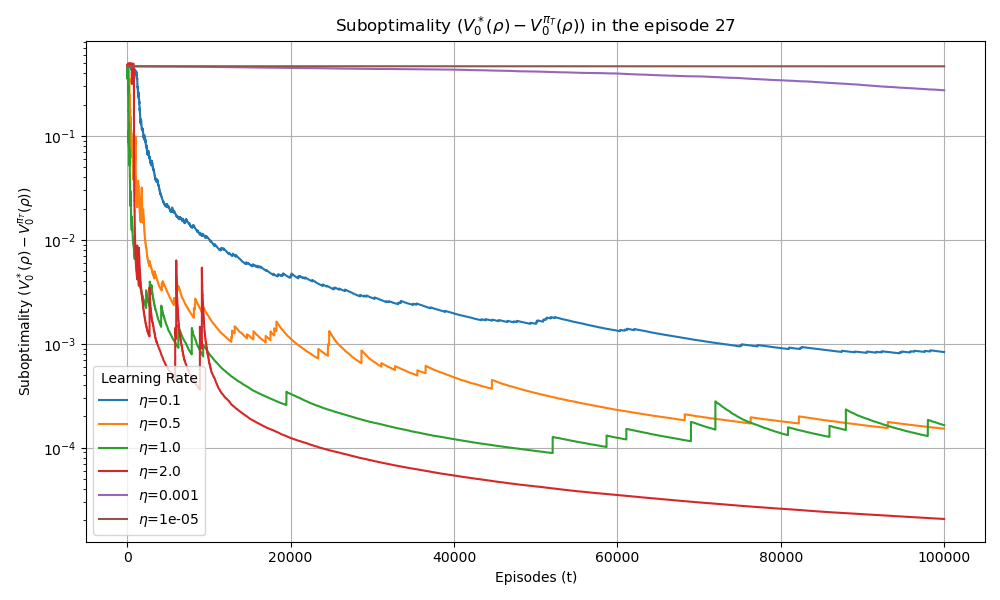 Suboptimality (V₀*(ρ) − V₀^{π_T}(ρ)) in the episode 27
Suboptimality (V₀*(ρ) − V₀^{π_T}(ρ))
10⁻¹
10⁻²
10⁻³
10⁻⁴
Learning Rate
η=0.1
η=0.5
η=1.0
η=2.0
η=0.001
η=1e-05
0 20000 40000 60000 80000 100000
Episodes (t)